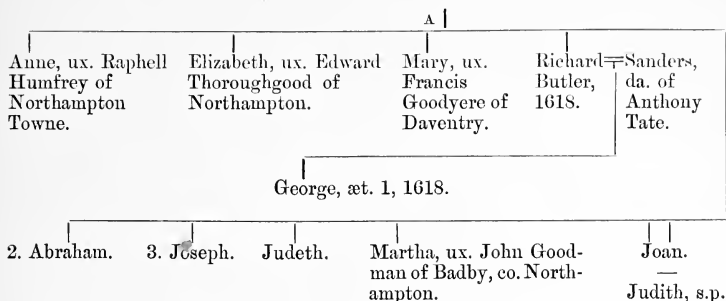 A
Anne, ux. Raphell
Humfrey of
Northampton
Towne.
Elizabeth, ux. Edward
Thoroughgood of
Northampton.
Mary, ux.
Francis
Goodyere of
Daventry.
Richard
Butler,
1618.
Sanders,
da. of
Anthony
Tate.
George, æt. 1, 1618.
2. Abraham.
3. Joseph.
Judeth.
Martha, ux. John Good-
man of Badby, co. North-
ampton.
Joan.
—
Judith, s.p.